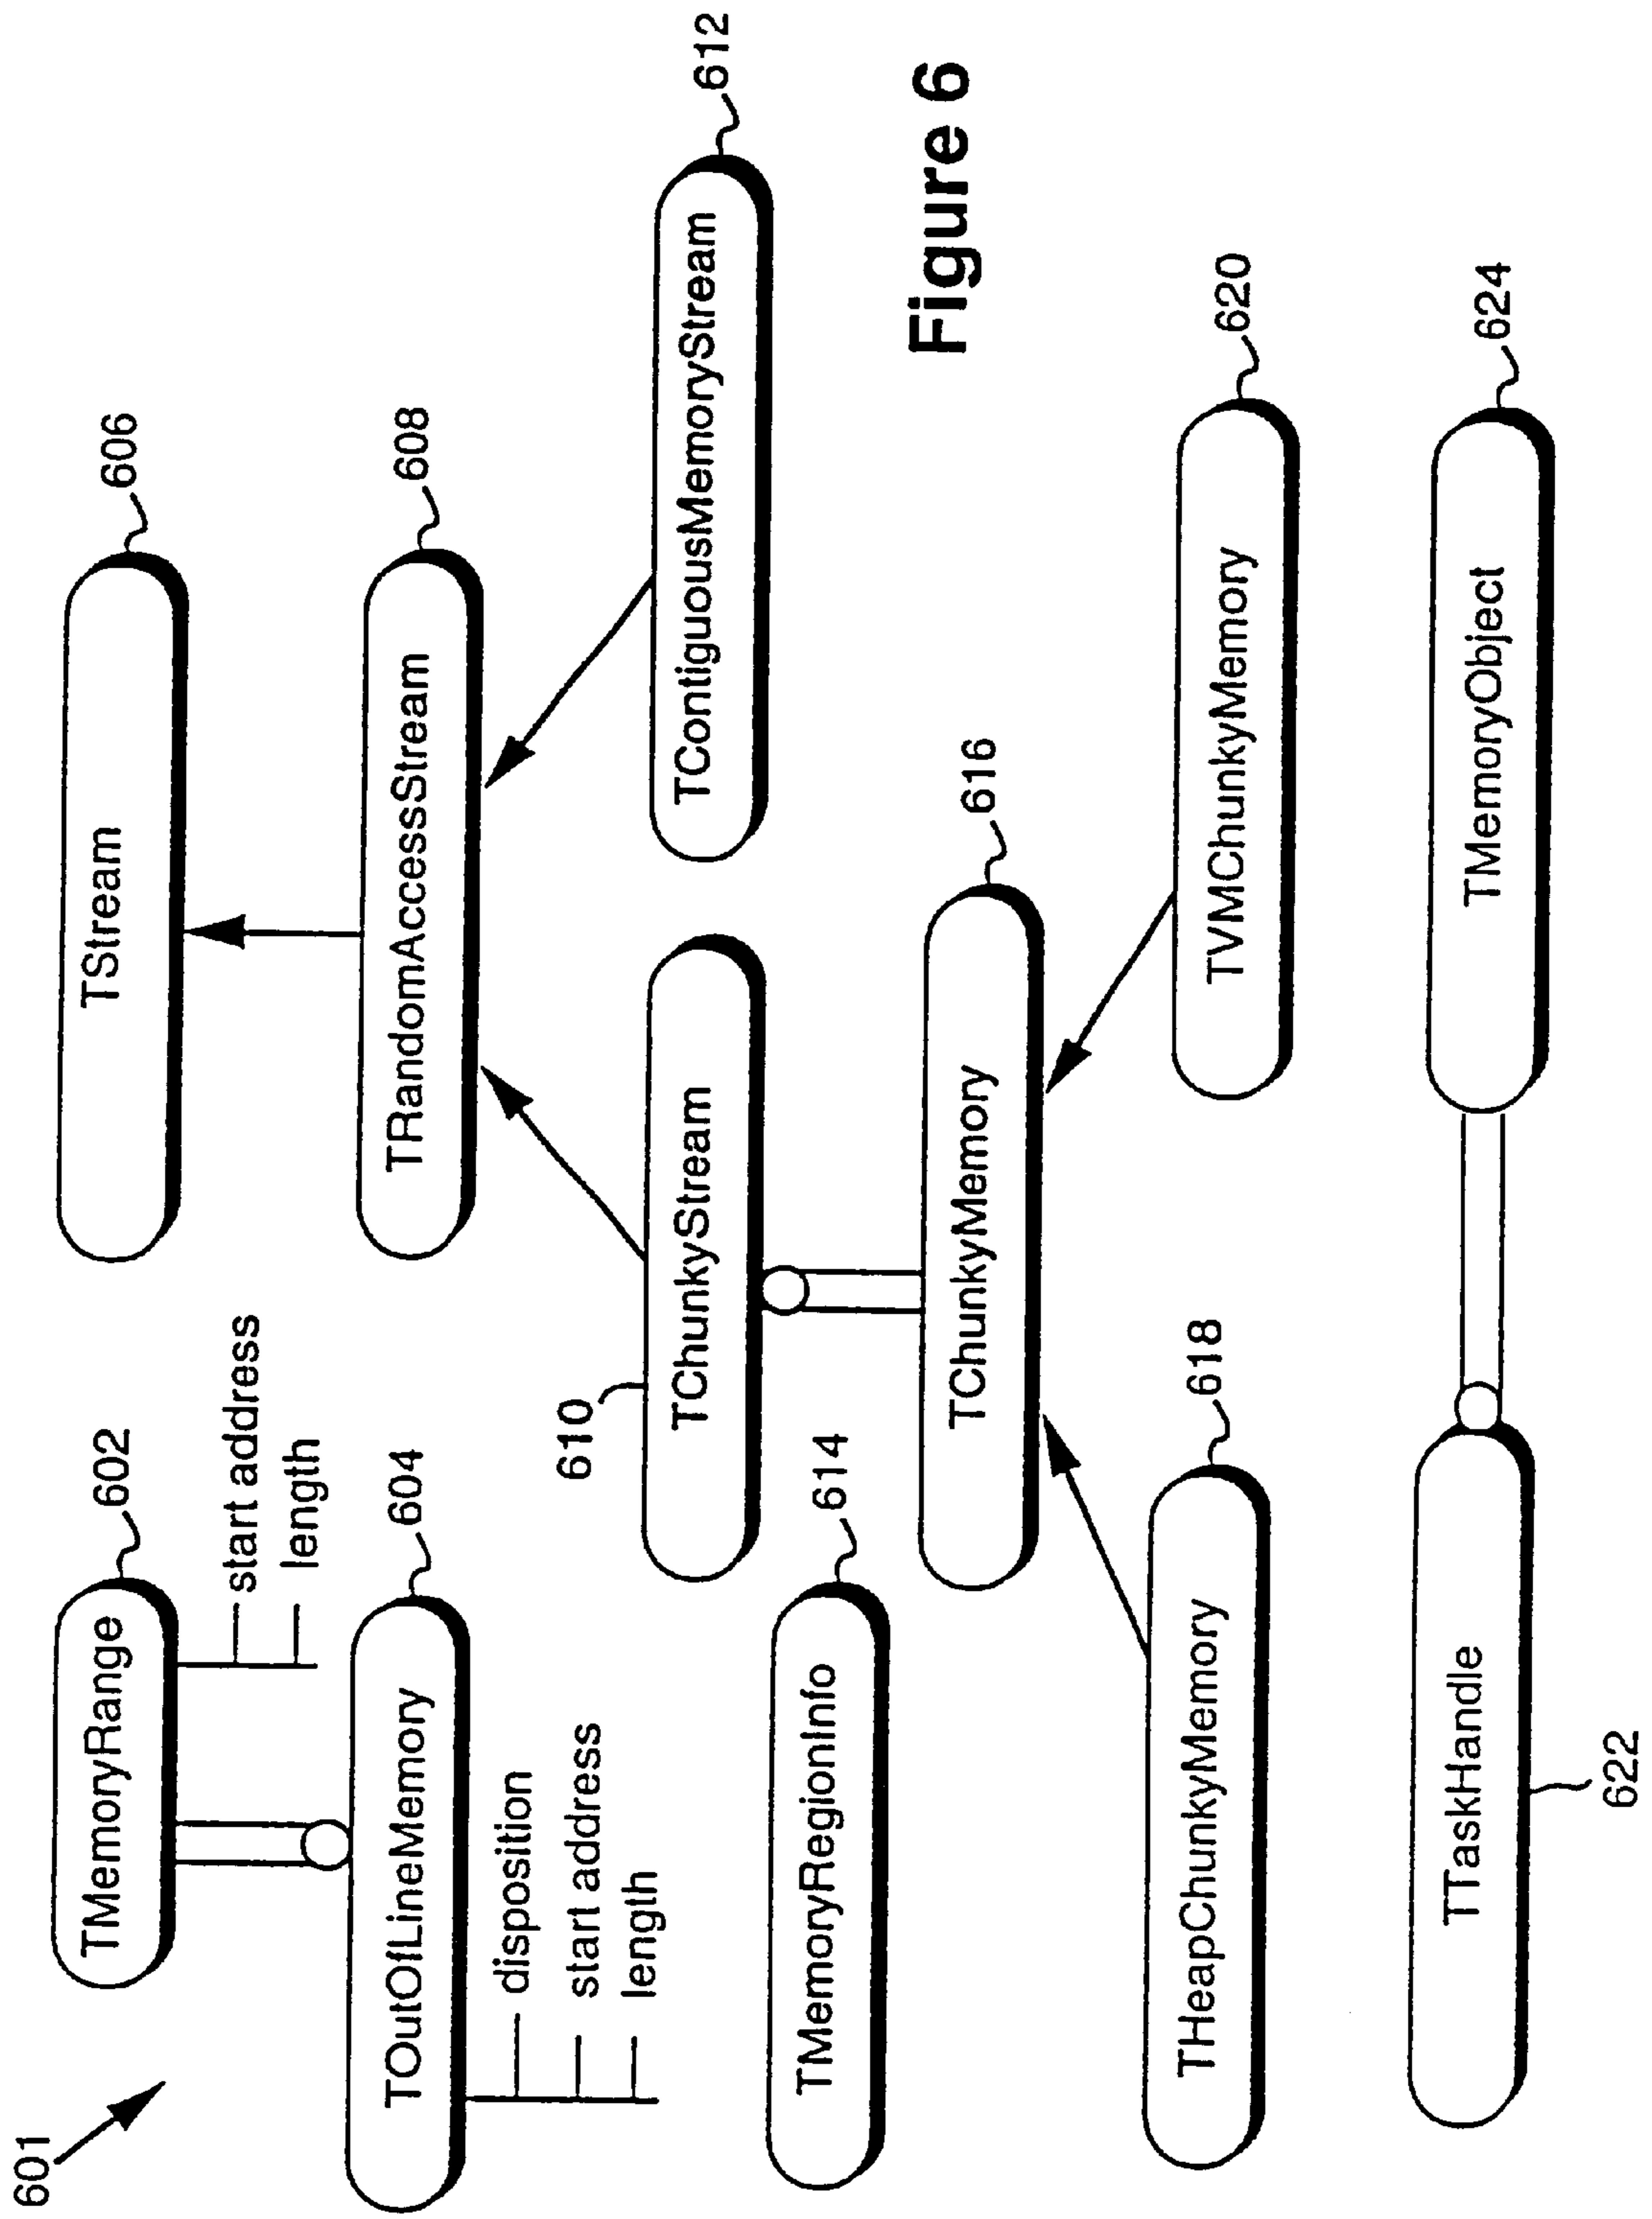 601
TMemoryRange
602
start address
length
TStream
606
TOutOfLineMemory
604
disposition
start address
length
TRandomAccessStream
608
610
TChunkyStream
TContiguousMemoryStream
612
TMemoryRegionInfo
614
TChunkyMemory
616
Figure 6
THeapChunkyMemory
618
TVMChunkyMemory
620
TTaskHandle
622
TMemoryObject
624